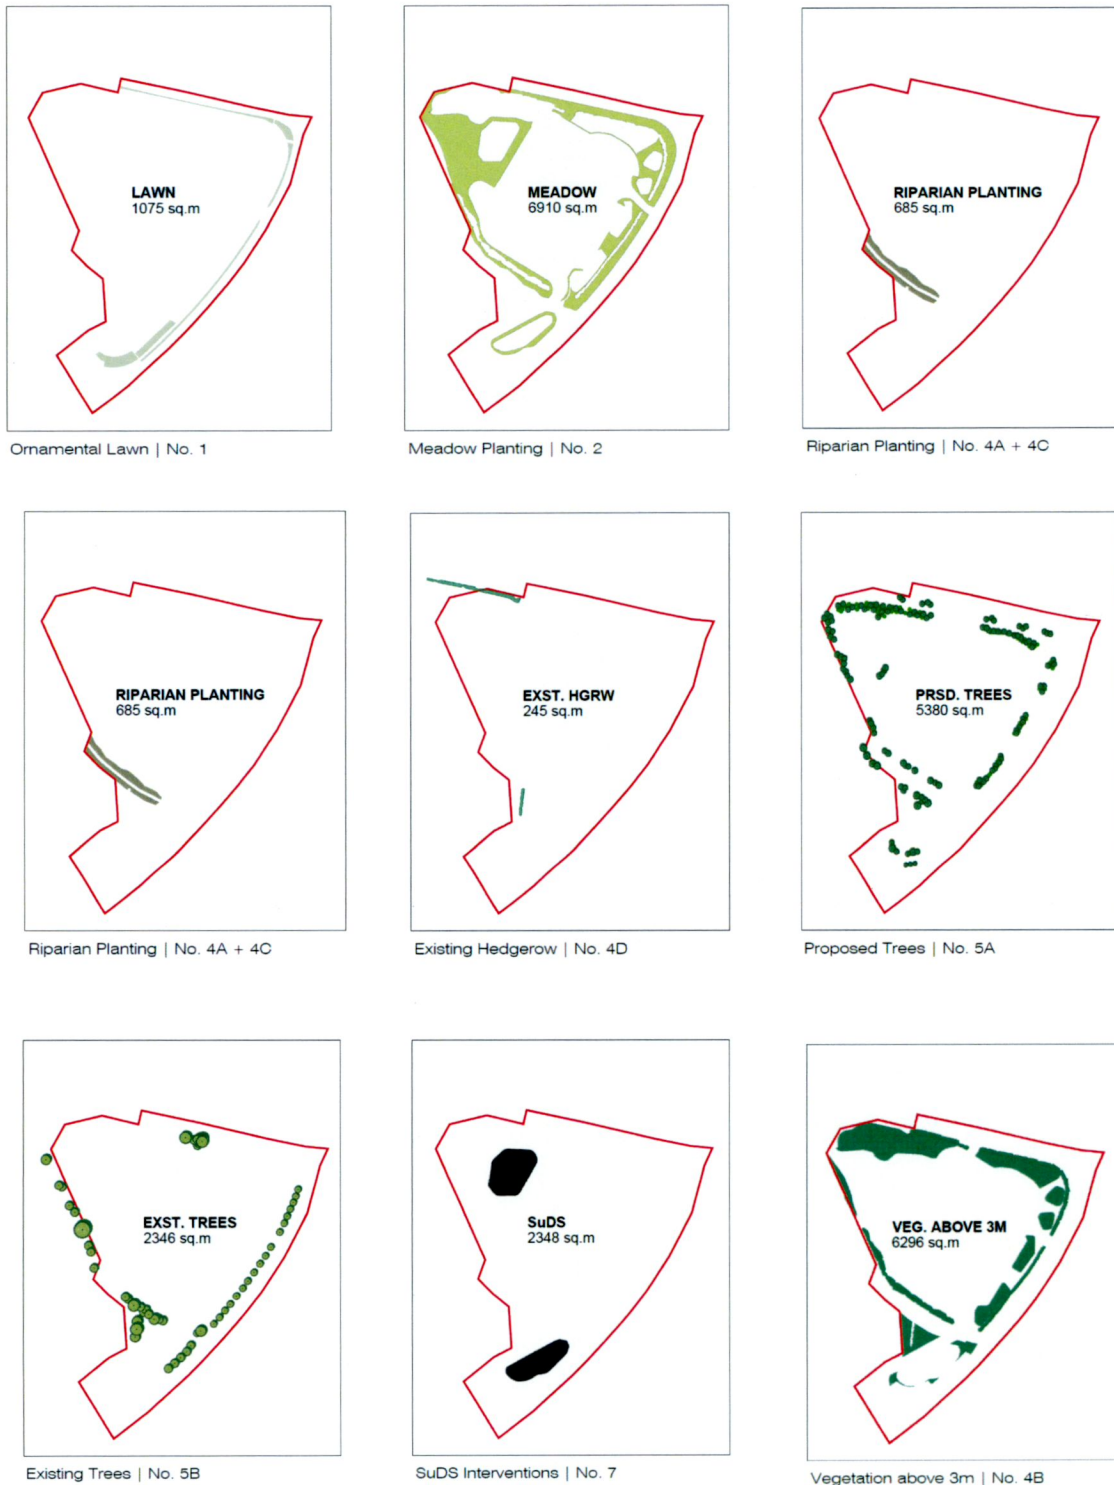 LAWN
1075 sq.m
Ornamental Lawn | No. 1
MEADOW
6910 sq.m
Meadow Planting | No. 2
RIPARIAN PLANTING
685 sq.m
Riparian Planting | No. 4A + 4C
RIPARIAN PLANTING
685 sq.m
Riparian Planting | No. 4A + 4C
EXST. HGRW
245 sq.m
Existing Hedgerow | No. 4D
PRSD. TREES
5380 sq.m
Proposed Trees | No. 5A
EXST. TREES
2346 sq.m
Existing Trees | No. 5B
SuDS
2348 sq.m
SuDS Interventions | No. 7
VEG. ABOVE 3M
6296 sq.m
Vegetation above 3m | No. 4B